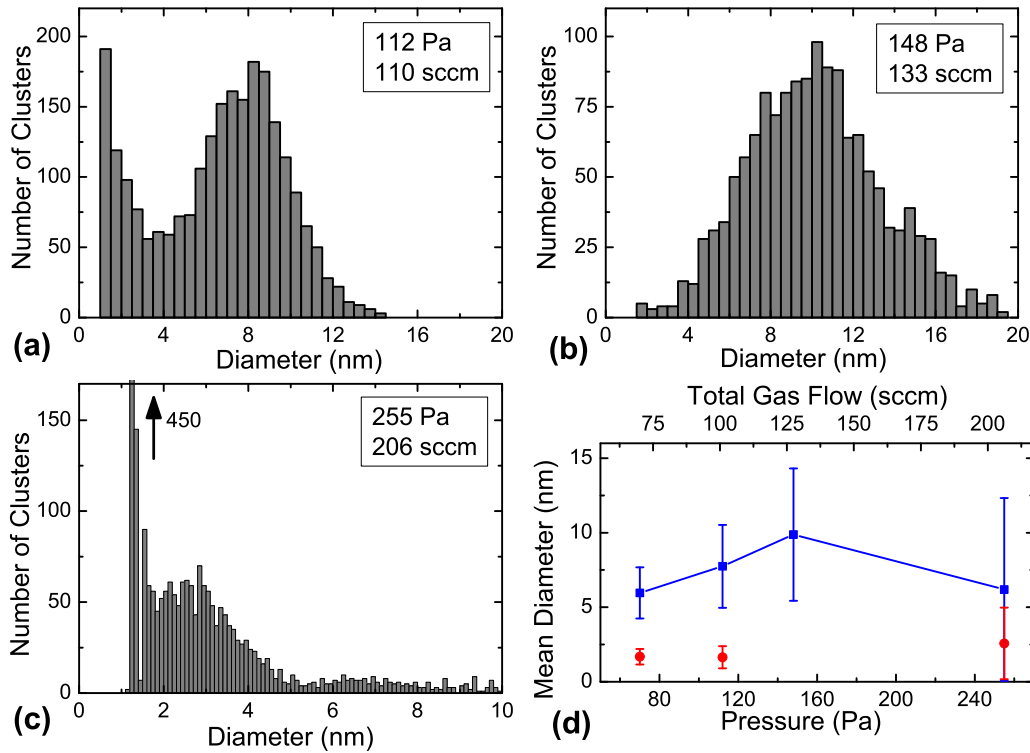 200
150
100
50
0
0
4
8
12
16
20
Number of Clusters
Diameter (nm)
112 Pa
110 sccm
(a)
100
75
50
25
0
0
4
8
12
16
20
Number of Clusters
Diameter (nm)
148 Pa
133 sccm
(b)
150
100
50
0
0
2
4
6
8
10
Number of Clusters
Diameter (nm)
450
255 Pa
206 sccm
(c)
Total Gas Flow (sccm)
75
100
125
150
175
200
15
10
5
0
Mean Diameter (nm)
80
120
160
200
240
Pressure (Pa)
(d)